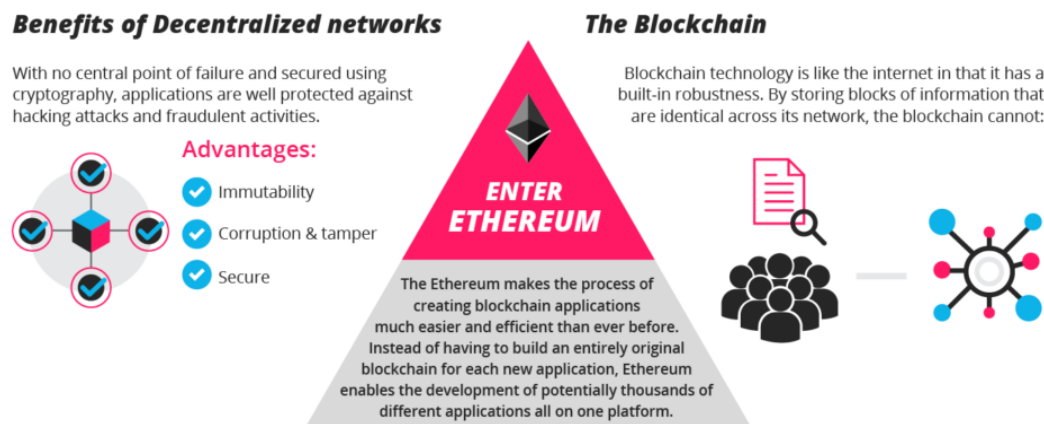 Benefits of Decentralized networks
With no central point of failure and secured using
cryptography, applications are well protected against
hacking attacks and fraudulent activities.
Advantages:
Immutability
Corruption & tamper
Secure
ENTER
ETHEREUM
The Ethereum makes the process of
creating blockchain applications
much easier and efficient than ever before.
Instead of having to build an entirely original
blockchain for each new application, Ethereum
enables the development of potentially thousands of
different applications all on one platform.
The Blockchain
Blockchain technology is like the internet in that it has a
built-in robustness. By storing blocks of information that
are identical across its network, the blockchain cannot: